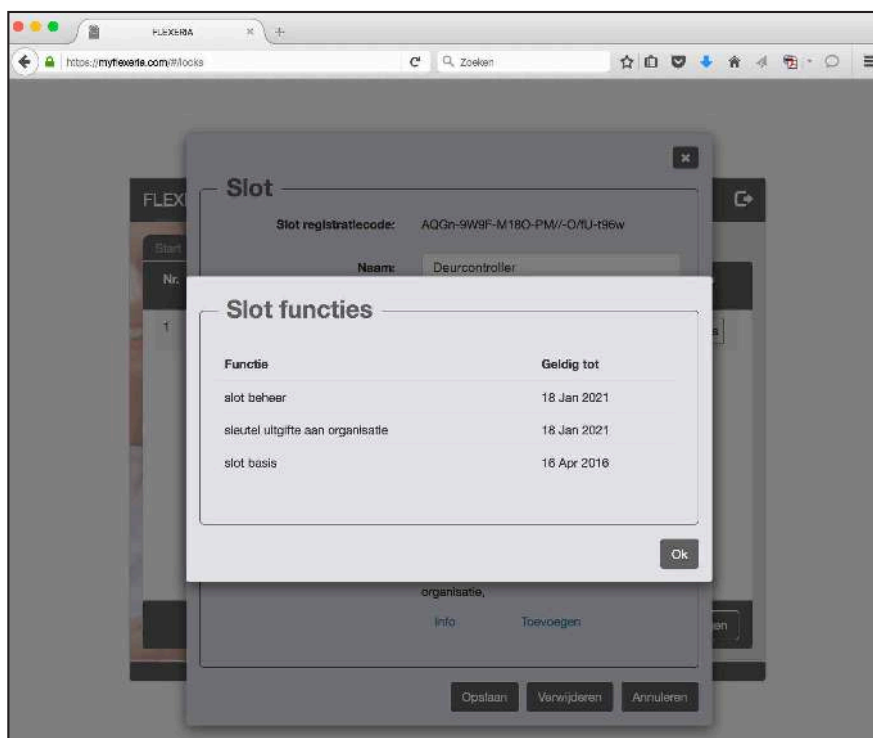 FLEXERIA
https://myflexeria.com/#/locks
Zoeken
FLEX
Slot
Slot registratiecode: AQGn-9W9F-M18O-PM//-O/fU-t96w
Start
Naam: Deurcontroller
Nr.
Slot functies
1
Functie Geldig tot
slot beheer 18 Jan 2021
sleutel uitgifte aan organisatie 18 Jan 2021
slot basis 16 Apr 2016
Ok
organisatie,
Info Toevoegen
en
Opslaan Verwijderen Annuleren